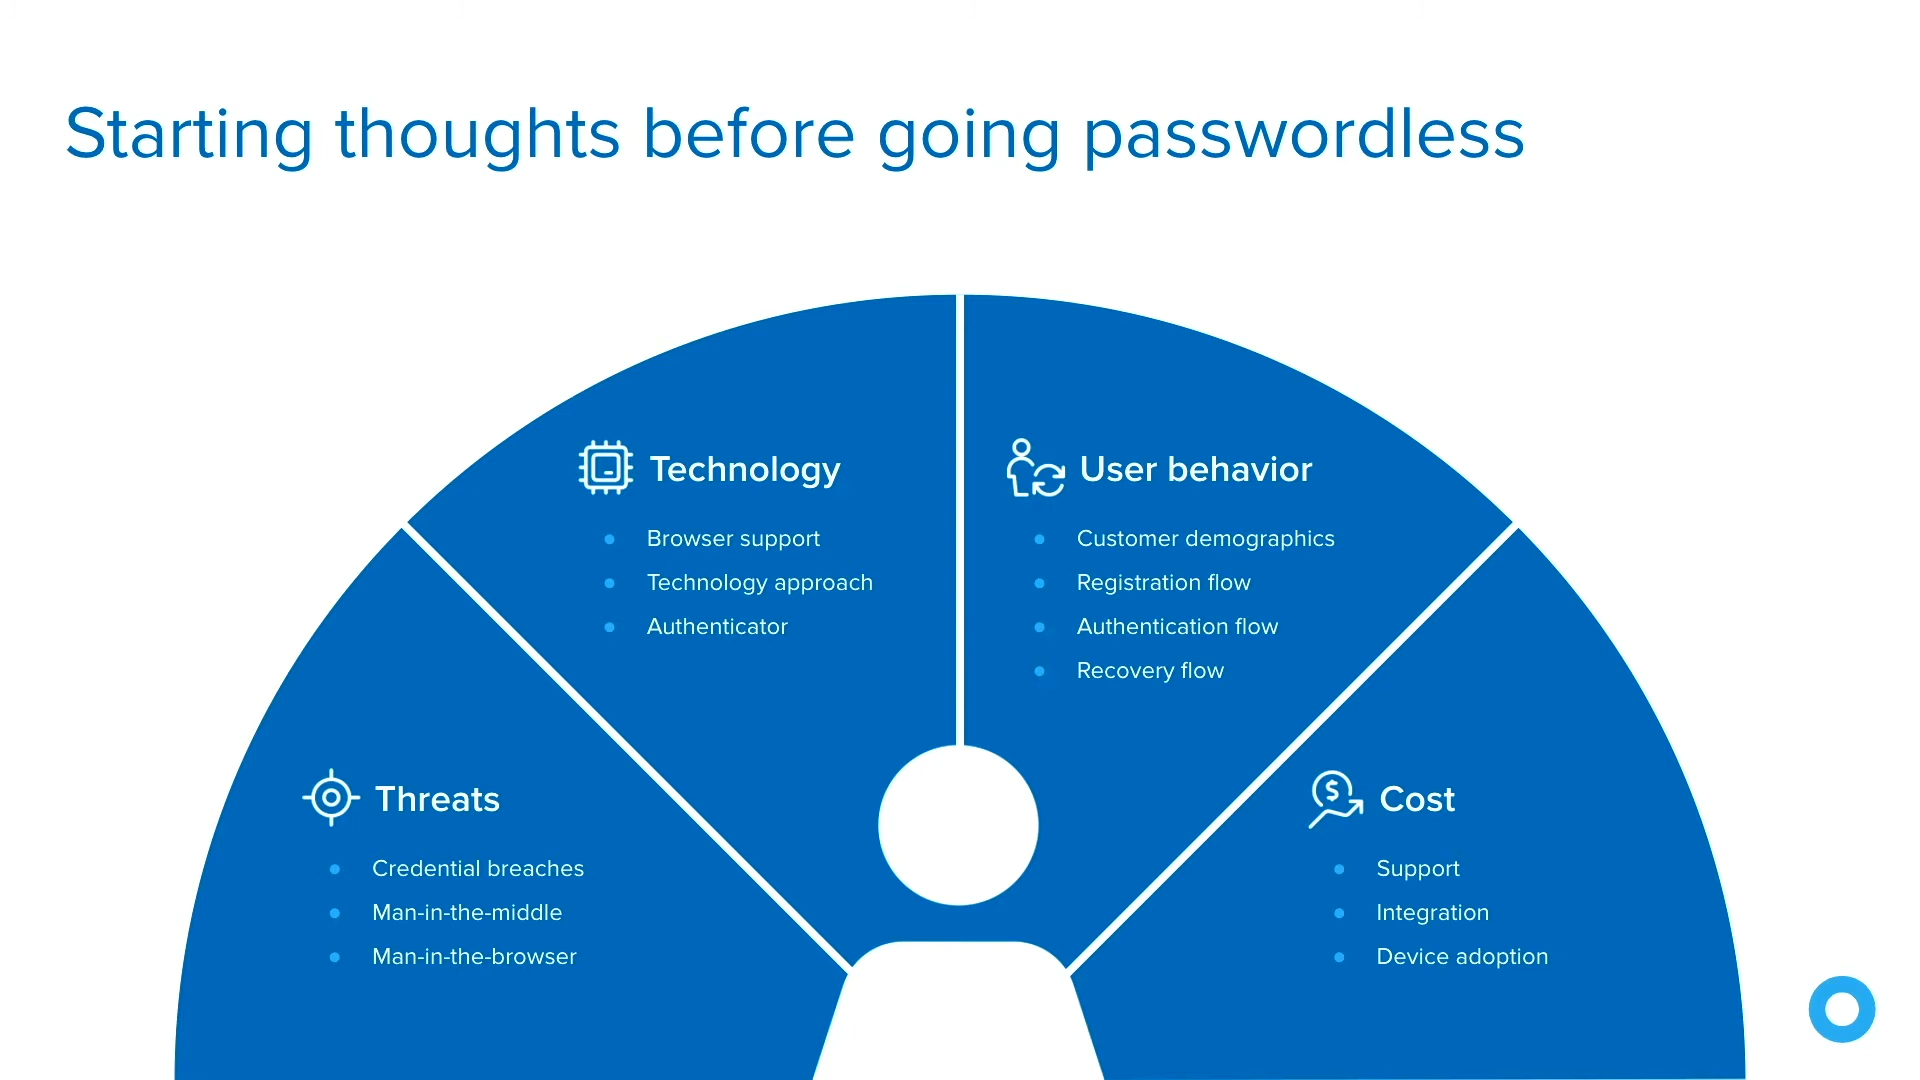 Starting thoughts before going passwordless
Technology
Browser support
Technology approach
Authenticator
User behavior
Customer demographics
Registration flow
Authentication flow
Recovery flow
Threats
Credential breaches
Man-in-the-middle
Man-in-the-browser
Cost
Support
Integration
Device adoption